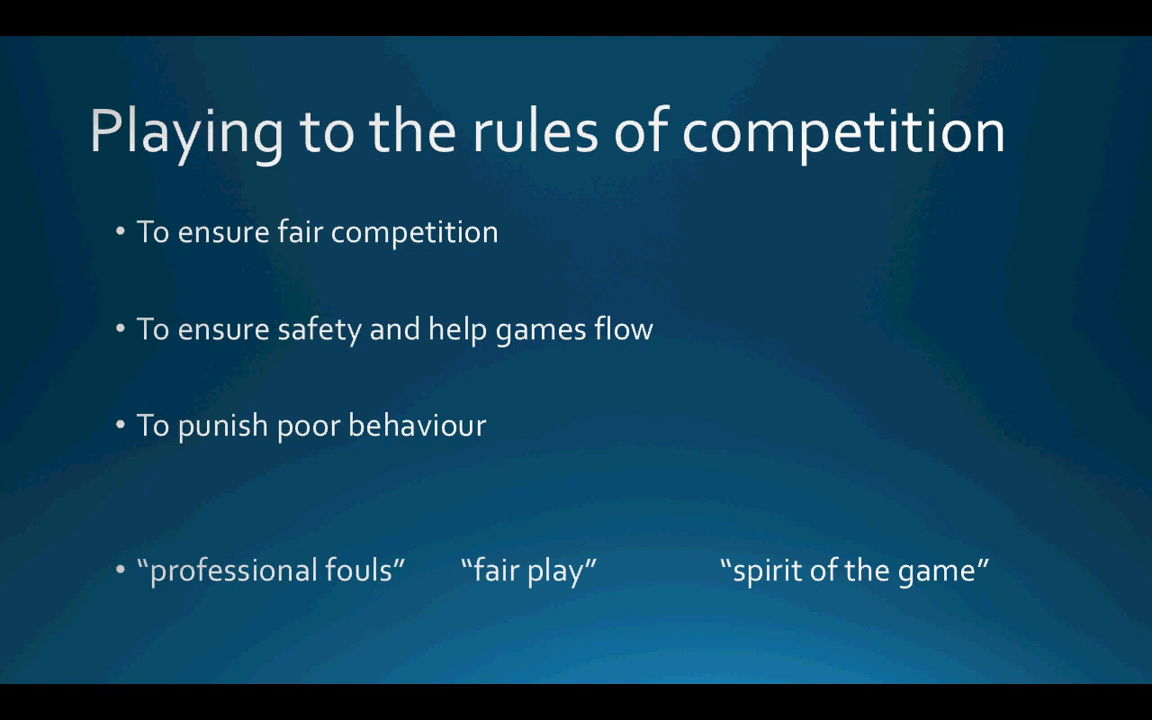 Playing to the rules of competition
• To ensure fair competition
• To ensure safety and help games flow
• To punish poor behaviour
• “professional fouls” “fair play” “spirit of the game”